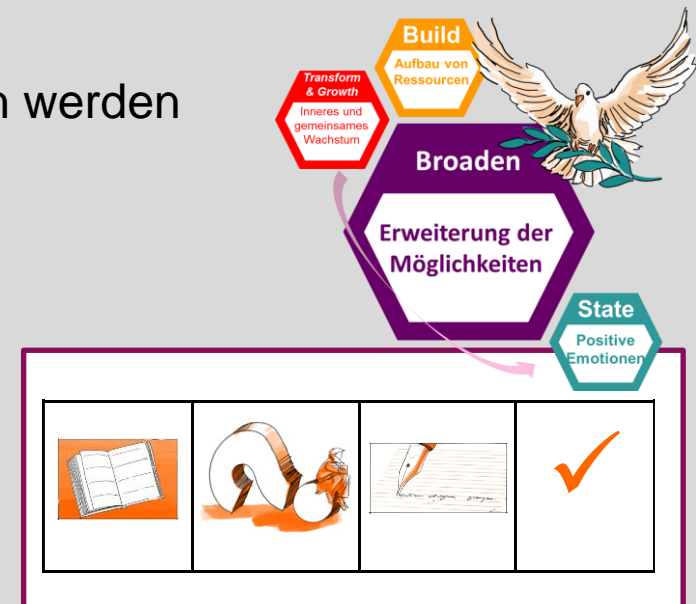 n werden
Build
Aufbau von
Ressourcen
Transform
& Growth
Inneres und
gemeinsames
Wachstum
Broaden
Erweiterung der
Möglichkeiten
State
Positive
Emotionen